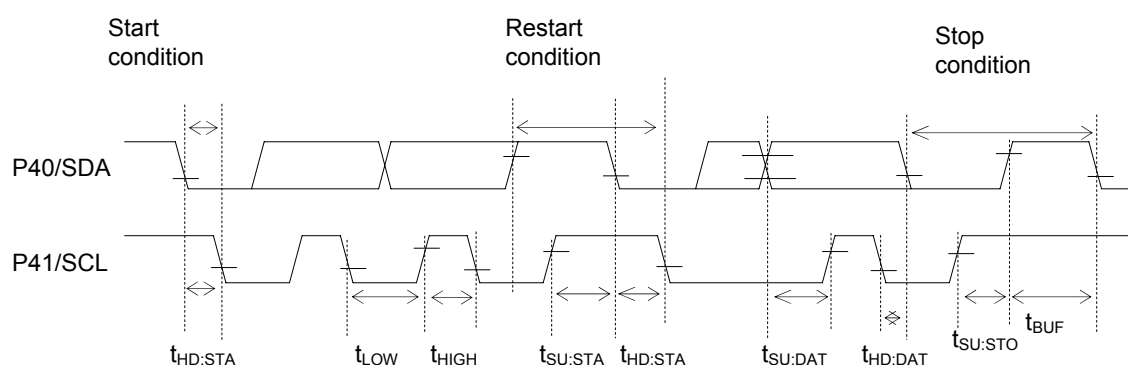 Start
condition
Restart
condition
Stop
condition
P40/SDA
P41/SCL
tHD:STA
tLOW
tHIGH
tSU:STA
tHD:STA
tSU:DAT
tHD:DAT
tSU:STO
tBUF